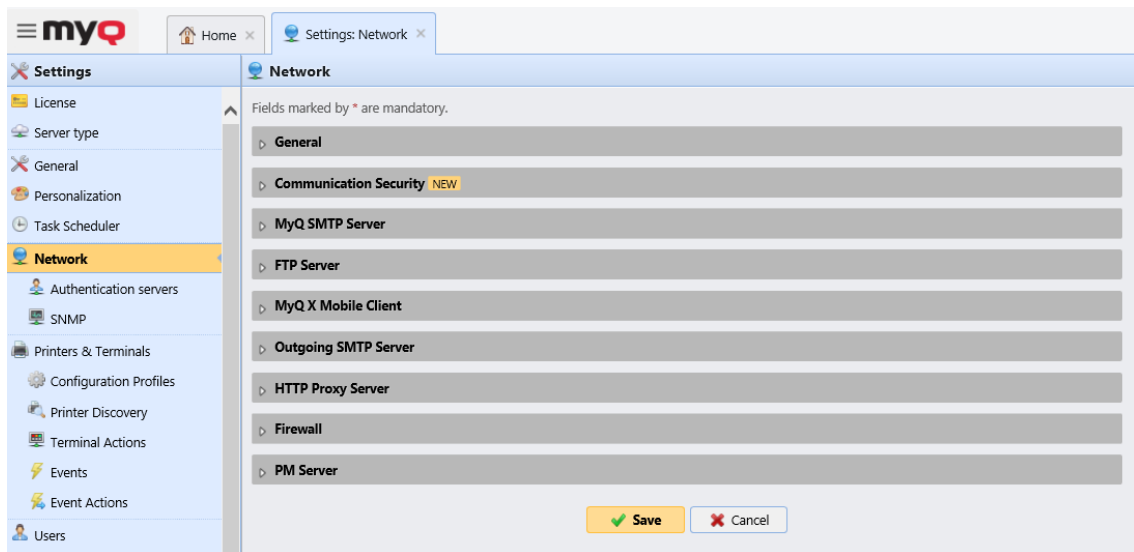 myQ
Home
Settings: Network
Settings
License
Server type
General
Personalization
Task Scheduler
Network
Authentication servers
SNMP
Printers & Terminals
Configuration Profiles
Printer Discovery
Terminal Actions
Events
Event Actions
Users
Network
Fields marked by * are mandatory.
General
Communication Security NEW
MyQ SMTP Server
FTP Server
MyQ X Mobile Client
Outgoing SMTP Server
HTTP Proxy Server
Firewall
PM Server
Save
Cancel